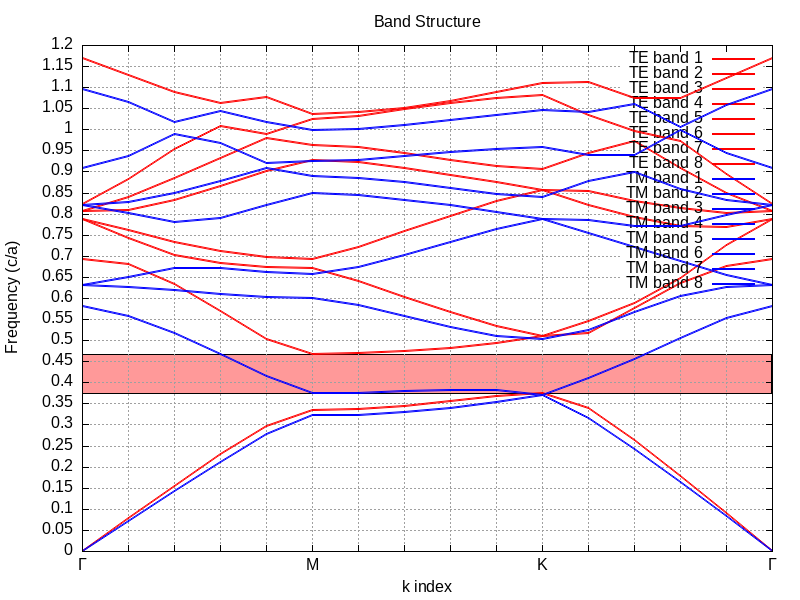 Band Structure
Frequency (c/a)
1.2
1.15
1.1
1.05
1
0.95
0.9
0.85
0.8
0.75
0.7
0.65
0.6
0.55
0.5
0.45
0.4
0.35
0.3
0.25
0.2
0.15
0.1
0.05
0
TE band 1
TE band 2
TE band 3
TE band 4
TE band 5
TE band 6
TE band 7
TE band 8
TM band 1
TM band 2
TM band 3
TM band 4
TM band 5
TM band 6
TM band 7
TM band 8
Γ M K Γ
k index